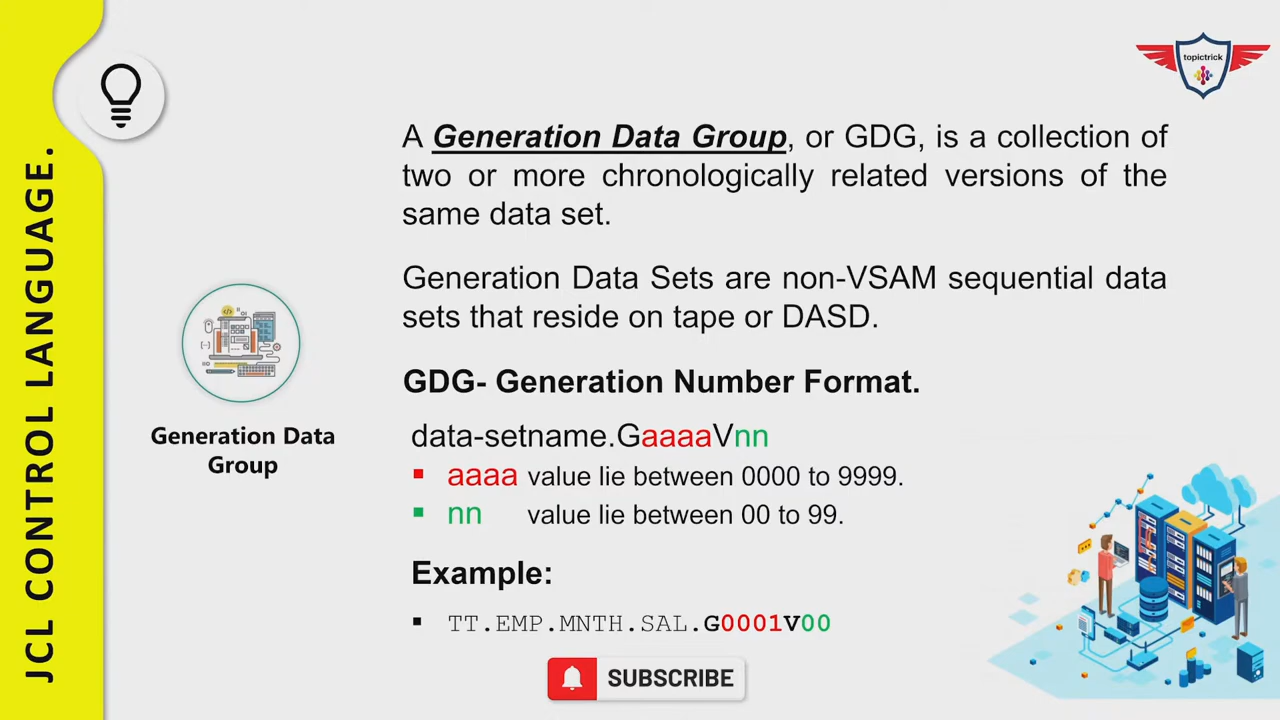 JCL CONTROL LANGUAGE.
topictrick
A Generation Data Group, or GDG, is a collection of
two or more chronologically related versions of the
same data set.
Generation Data Sets are non-VSAM sequential data
sets that reside on tape or DASD.
GDG- Generation Number Format.
data-setname.GaaaaVnn
▪ aaaa value lie between 0000 to 9999.
▪ nn value lie between 00 to 99.
Generation Data
Group
Example:
▪ TT.EMP.MNTH.SAL.G0001V00
SUBSCRIBE